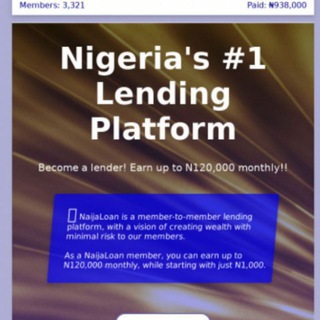 Members: 3,321 Paid: ₦938,000
Nigeria's #1
Lending
Platform
Become a lender! Earn up to N120,000 monthly!!
NaijaLoan is a member-to-member lending
platform, with a vision of creating wealth with
minimal risk to our members.
As a NaijaLoan member, you can earn up to
N120,000 monthly, while starting with just N1,000.